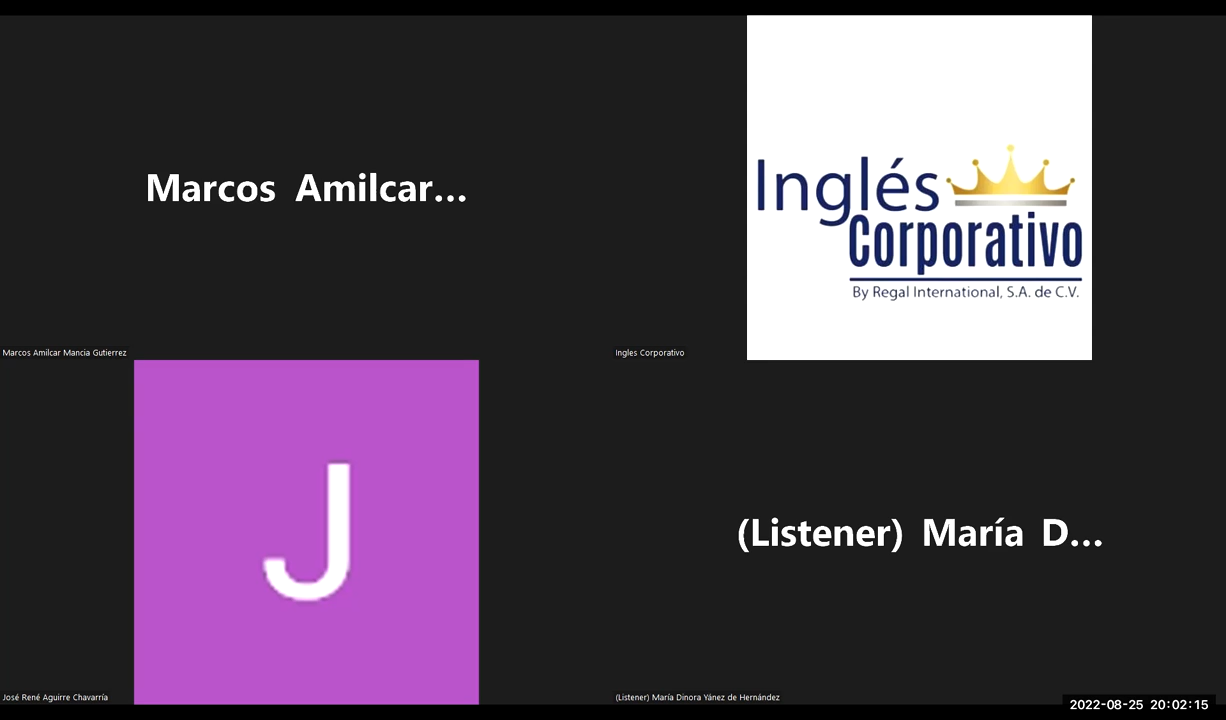 Marcos Amilcar...
Inglés
Corporativo
By Regal International, S.A. de C.V.
Marcos Amilcar Mancia Gutierrez
Ingles Corporativo
J
(Listener) María D...
José René Aguirre Chavarría
(Listener) María Dinora Yánez de Hernández
2022-08-25 20:02:15